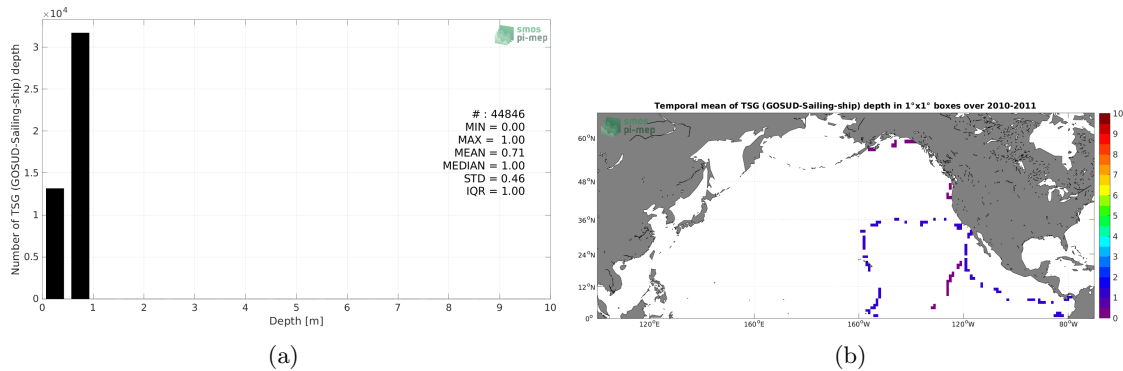 ×10⁴
smos
pi-mep
3
2.5
2
1.5
1
0.5
0
Number of TSG (GOSUD-Sailing-ship) depth
# : 44846
MIN = 0.00
MAX = 1.00
MEAN = 0.71
MEDIAN = 1.00
STD = 0.46
IQR = 1.00
0 1 2 3 4 5 6 7 8 9 10
Depth [m]
(a)
Temporal mean of TSG (GOSUD-Sailing-ship) depth in 1°x1° boxes over 2010-2011
smos
pi-mep
60°N
48°N
36°N
24°N
12°N
0°
120°E 160°E 160°W 120°W 80°W
10
9
8
7
6
5
4
3
2
1
0
(b)